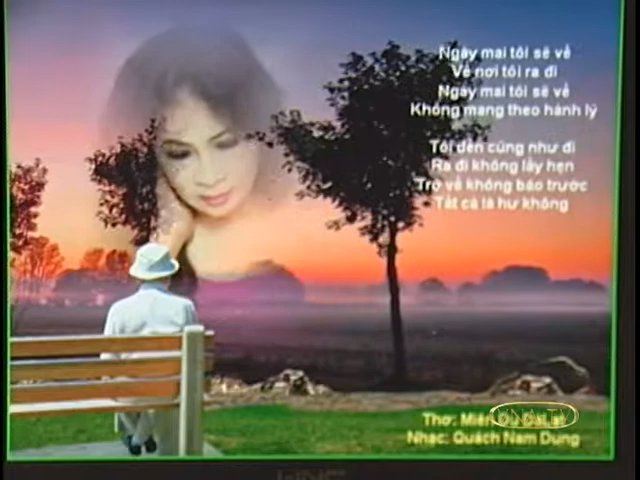 Ngày mai tôi sẽ về
Về nơi tôi ra đi
Ngày mai tôi sẽ về
Không mang theo hành lý
Tôi đến cũng như đi
Ra đi không lấy hẹn
Trở về không báo trước
Tất cả là hư không
Thơ: Miên Du
Nhạc: Quách Nam Dung